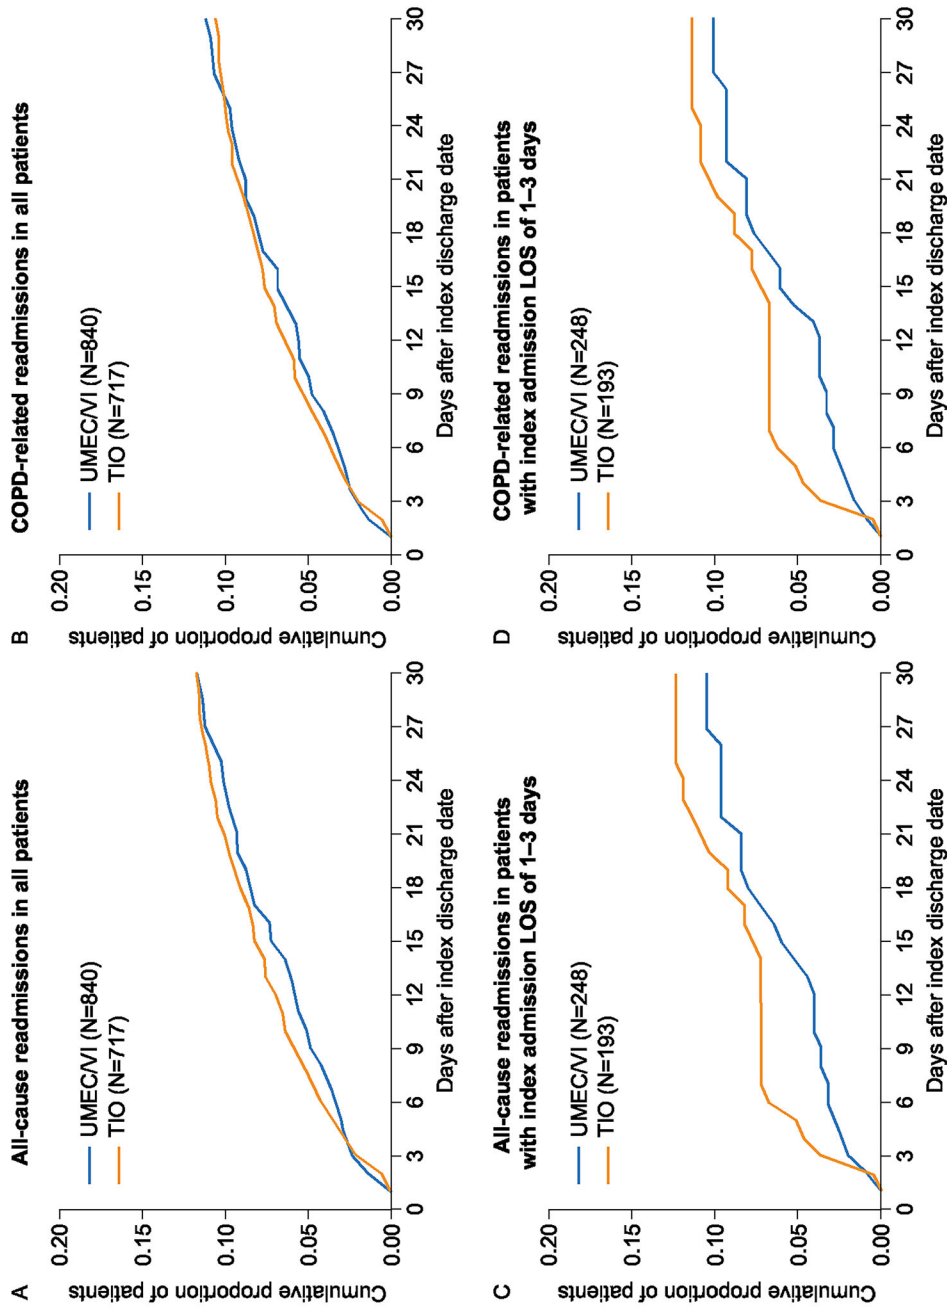 A
All-cause readmissions in all patients
Cumulative proportion of patients
0.20
0.15
0.10
0.05
0.00
UMEC/VI (N=840)
TIO (N=717)
0 3 6 9 12 15 18 21 24 27 30
Days after index discharge date
B
COPD-related readmissions in all patients
Cumulative proportion of patients
0.20
0.15
0.10
0.05
0.00
UMEC/VI (N=840)
TIO (N=717)
0 3 6 9 12 15 18 21 24 27 30
Days after index discharge date
C
All-cause readmissions in patients
with index admission LOS of 1–3 days
Cumulative proportion of patients
0.20
0.15
0.10
0.05
0.00
UMEC/VI (N=248)
TIO (N=193)
0 3 6 9 12 15 18 21 24 27 30
Days after index discharge date
D
COPD-related readmissions in patients
with index admission LOS of 1–3 days
Cumulative proportion of patients
0.20
0.15
0.10
0.05
0.00
UMEC/VI (N=248)
TIO (N=193)
0 3 6 9 12 15 18 21 24 27 30
Days after index discharge date